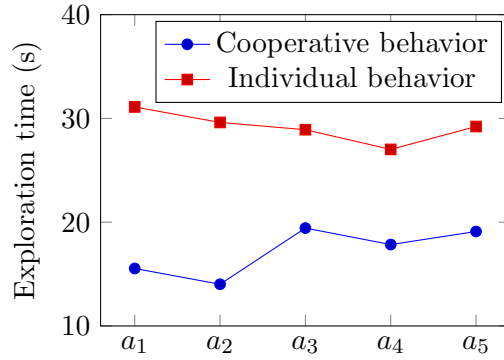 40
30
20
10
Exploration time (s)
Cooperative behavior
Individual behavior
a₁ a₂ a₃ a₄ a₅